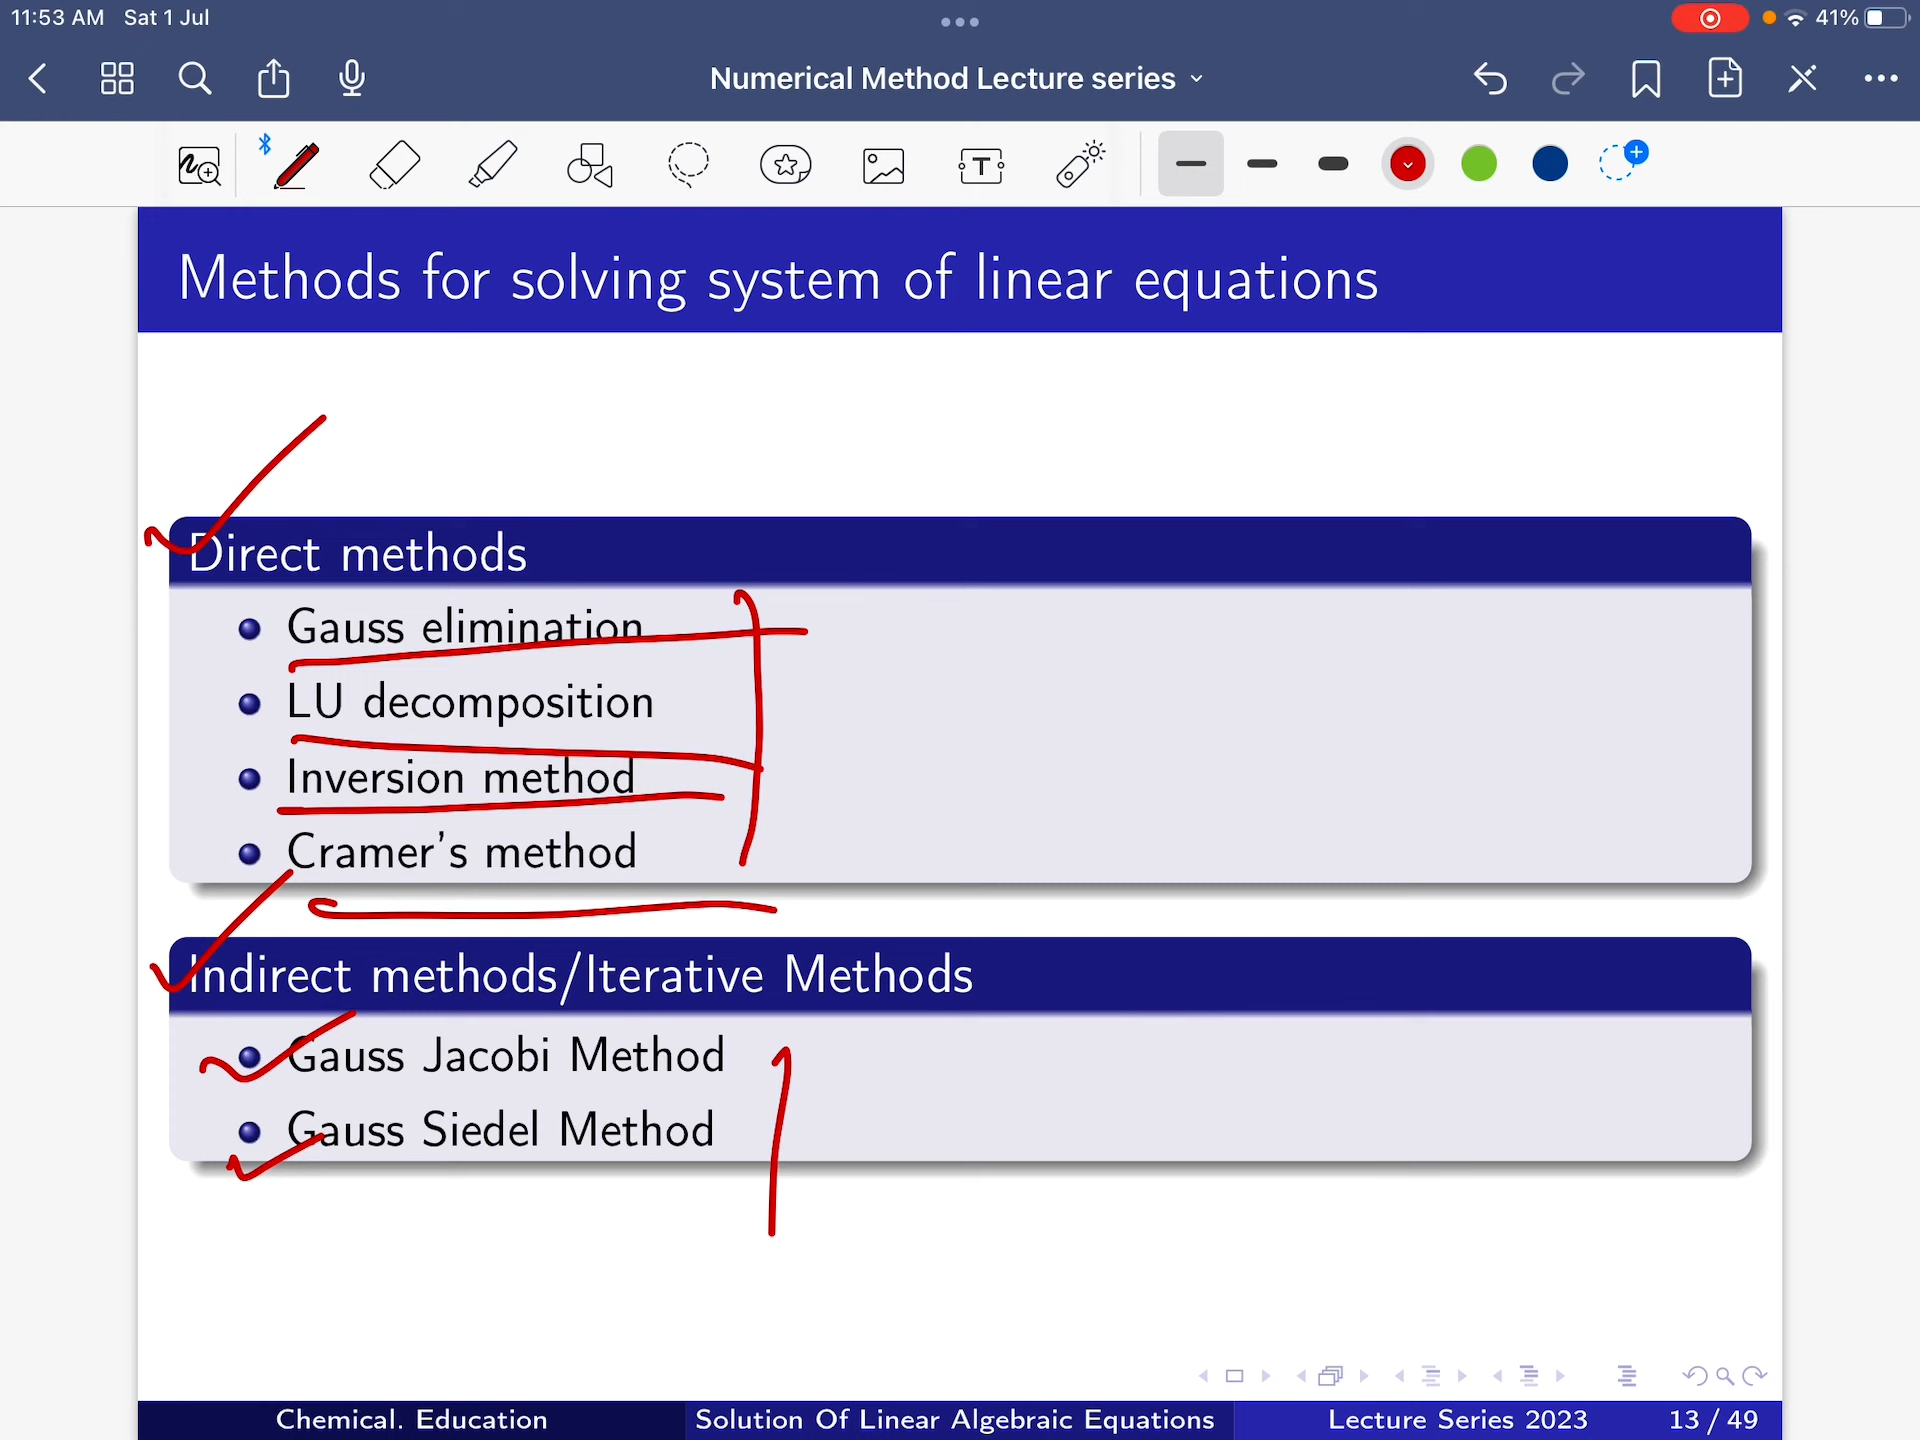 11:53 AM Sat 1 Jul
41%
Numerical Method Lecture series
T
Methods for solving system of linear equations
Direct methods
Gauss elimination
LU decomposition
Inversion method
Cramer's method
Indirect methods/Iterative Methods
Gauss Jacobi Method
Gauss Siedel Method
Chemical. Education Solution Of Linear Algebraic Equations Lecture Series 2023 13 / 49